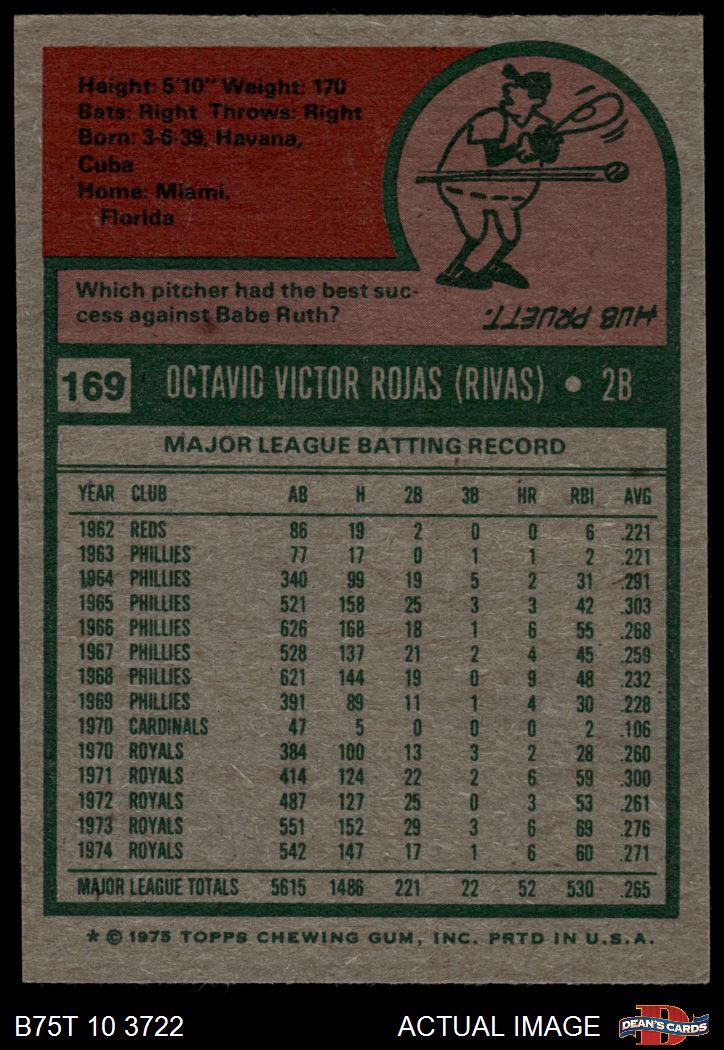 Height: 5'10" Weight: 170
Bats: Right Throws: Right
Born: 3-6-39, Havana,
Cuba
Home: Miami,
Florida
Which pitcher had the best suc-
cess against Babe Ruth?
HUB PRUETT.
169 OCTAVIO VICTOR ROJAS (RIVAS) • 2B
MAJOR LEAGUE BATTING RECORD
YEAR CLUB AB H 2B 3B HR RBI AVG
1962 REDS 86 19 2 0 0 6 .221
1963 PHILLIES 77 17 0 1 1 2 .221
1964 PHILLIES 340 99 19 5 2 31 .291
1965 PHILLIES 521 158 25 3 3 42 .303
1966 PHILLIES 626 168 18 1 6 55 .268
1967 PHILLIES 528 137 21 2 4 45 .259
1968 PHILLIES 621 144 19 0 9 48 .232
1969 PHILLIES 391 89 11 1 4 30 .228
1970 CARDINALS 47 5 0 0 0 2 .106
1970 ROYALS 384 100 13 3 2 28 .260
1971 ROYALS 414 124 22 2 6 59 .300
1972 ROYALS 487 127 25 0 3 53 .261
1973 ROYALS 551 152 29 3 6 69 .276
1974 ROYALS 542 147 17 1 6 60 .271
MAJOR LEAGUE TOTALS 5615 1486 221 22 52 530 .265
* © 1975 TOPPS CHEWING GUM, INC. PRTD IN U.S.A.
B75T 10 3722 ACTUAL IMAGE D DEAN'S CARDS